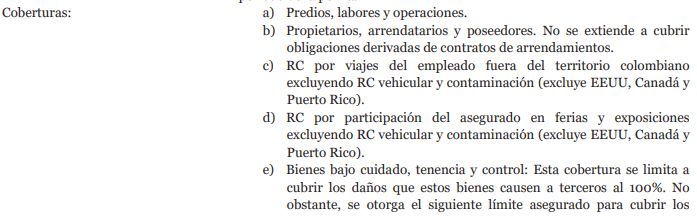 Coberturas: a) Predios, labores y operaciones.
b) Propietarios, arrendatarios y poseedores. No se extiende a cubrir
obligaciones derivadas de contratos de arrendamientos.
c) RC por viajes del empleado fuera del territorio colombiano
excluyendo RC vehicular y contaminación (excluye EEUU, Canadá y
Puerto Rico).
d) RC por participación del asegurado en ferias y exposiciones
excluyendo RC vehicular y contaminación (excluye EEUU, Canadá y
Puerto Rico).
e) Bienes bajo cuidado, tenencia y control: Esta cobertura se limita a
cubrir los daños que estos bienes causen a terceros al 100%. No
obstante, se otorga el siguiente límite asegurado para cubrir los